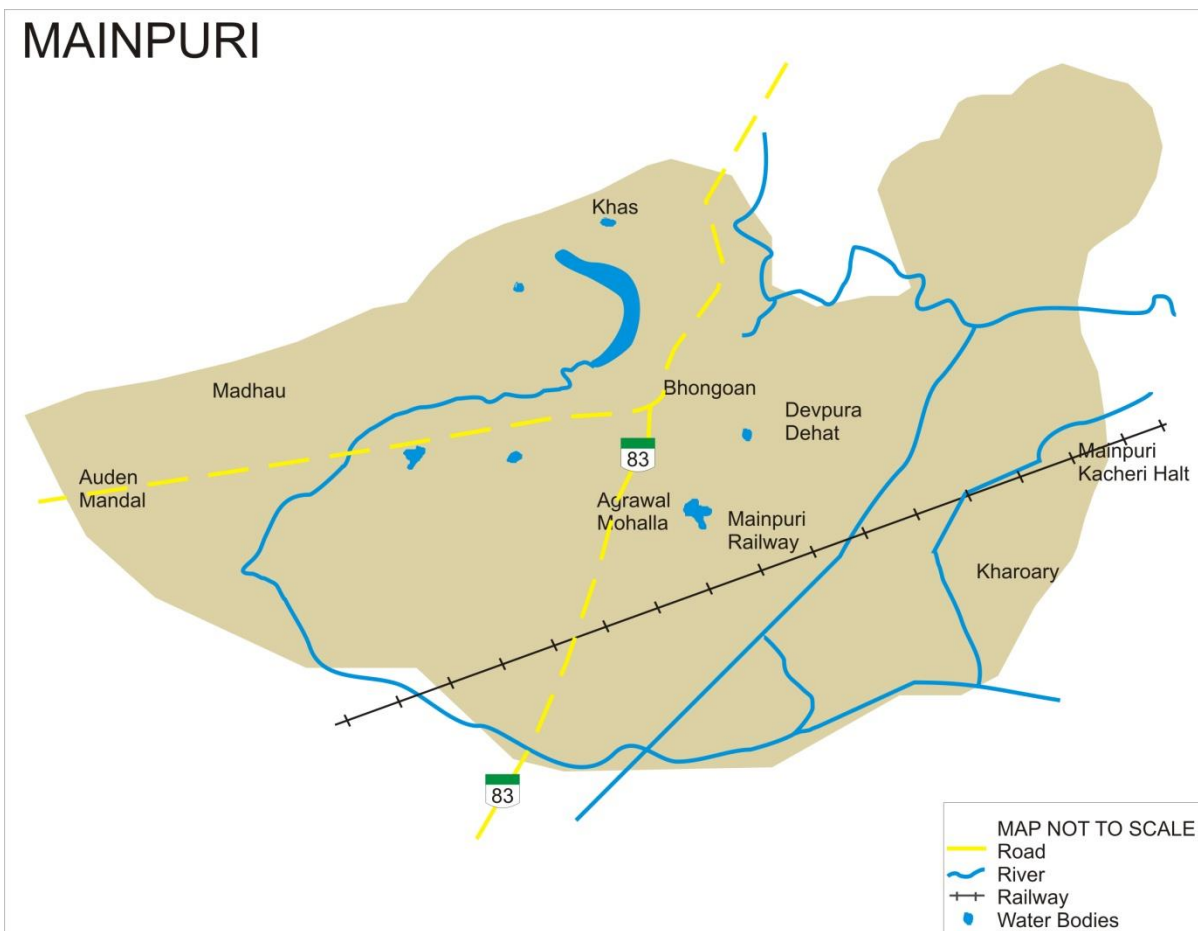 MAINPURI
Khas
Madhau
Bhongoan
Devpura
Dehat
83
Auden
Mandal
Agrawal
Mohalla
Mainpuri
Railway
Mainpuri
Kacheri Halt
Kharoary
83
MAP NOT TO SCALE
Road
River
Railway
Water Bodies